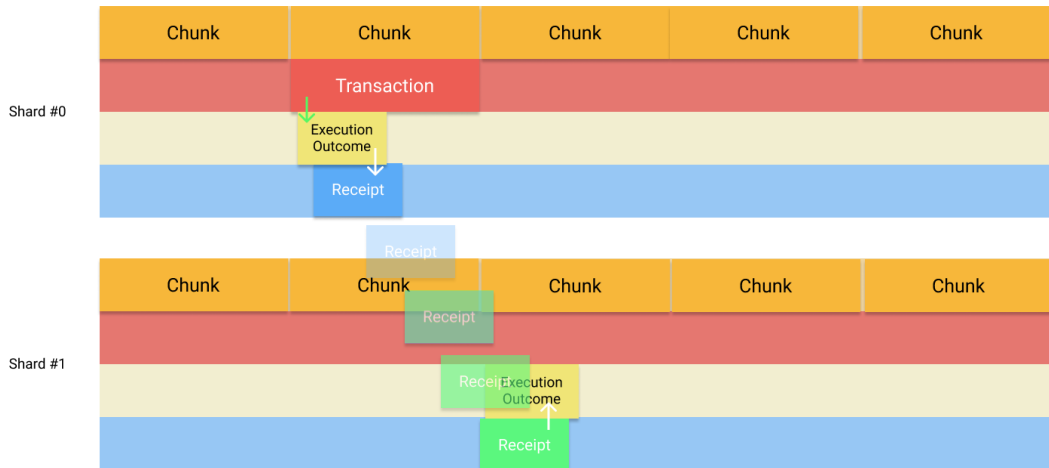 Chunk Chunk Chunk Chunk Chunk
Transaction
Shard #0
Execution
Outcome
Receipt
Receipt
Chunk Chunk Chunk Chunk Chunk
Receipt
Shard #1
Receipt
Execution
Outcome
Receipt